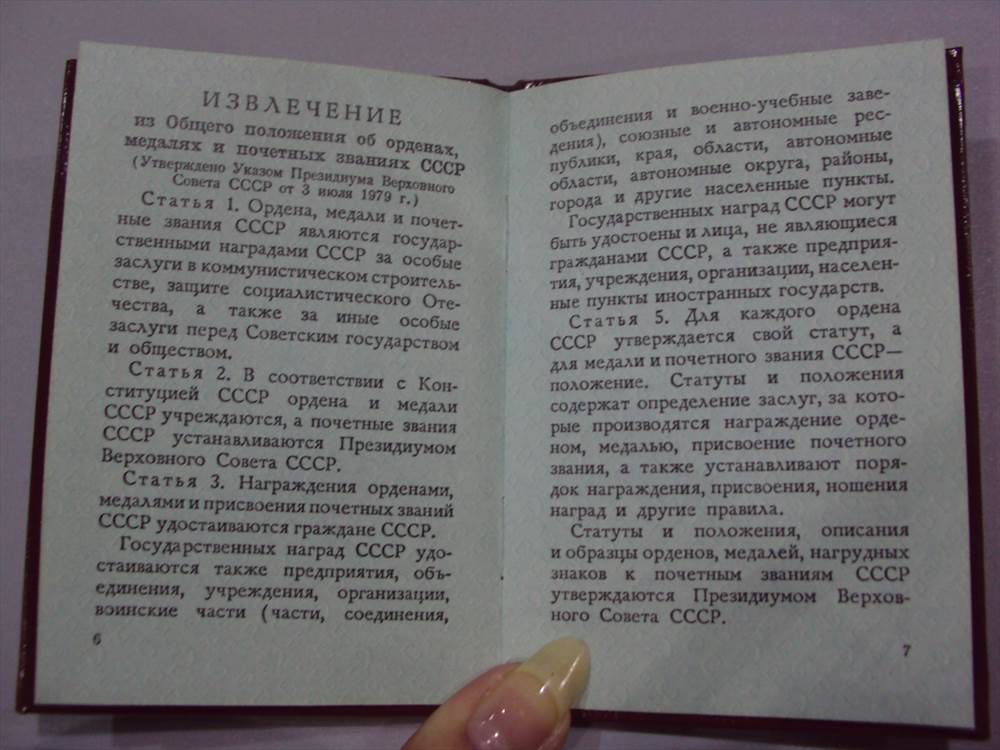 ИЗВЛЕЧЕНИЕ
из Общего положения об орденах,
медалях и почетных званиях СССР
(Утверждено Указом Президиума Верховного
Совета СССР от 3 июля 1979 г.)
Статья 1. Ордена, медали и почет-
ные звания СССР являются государ-
ственными наградами СССР за особые
заслуги в коммунистическом строитель-
стве, защите социалистического Оте-
чества, а также за иные особые
заслуги перед Советским государством
и обществом.
Статья 2. В соответствии с Кон-
ституцией СССР ордена и медали
СССР учреждаются, а почетные звания
СССР устанавливаются Президиумом
Верховного Совета СССР.
Статья 3. Награждения орденами,
медалями и присвоения почетных званий
СССР удостаиваются граждане СССР.
Государственных наград СССР удо-
стаиваются также предприятия, объ-
единения, учреждения, организации,
воинские части (части, соединения,
6
объединения и военно-учебные заве-
дения), союзные и автономные рес-
публики, края, области, автономные
области, автономные округа, районы,
города и другие населенные пункты.
Государственных наград СССР могут
быть удостоены и лица, не являющиеся
гражданами СССР, а также предприя-
тия, учреждения, организации, населен-
ные пункты иностранных государств.
Статья 5. Для каждого ордена
СССР утверждается свой статут, а
для медали и почетного звания СССР—
положение. Статуты и положения
содержат определение заслуг, за кото-
рые производятся награждение орде-
ном, медалью, присвоение почетного
звания, а также устанавливают поря-
док награждения, присвоения, ношения
наград и другие правила.
Статуты и положения, описания
и образцы орденов, медалей, нагрудных
знаков к почетным званиям СССР
утверждаются Президиумом Верхов-
ного Совета СССР.
7